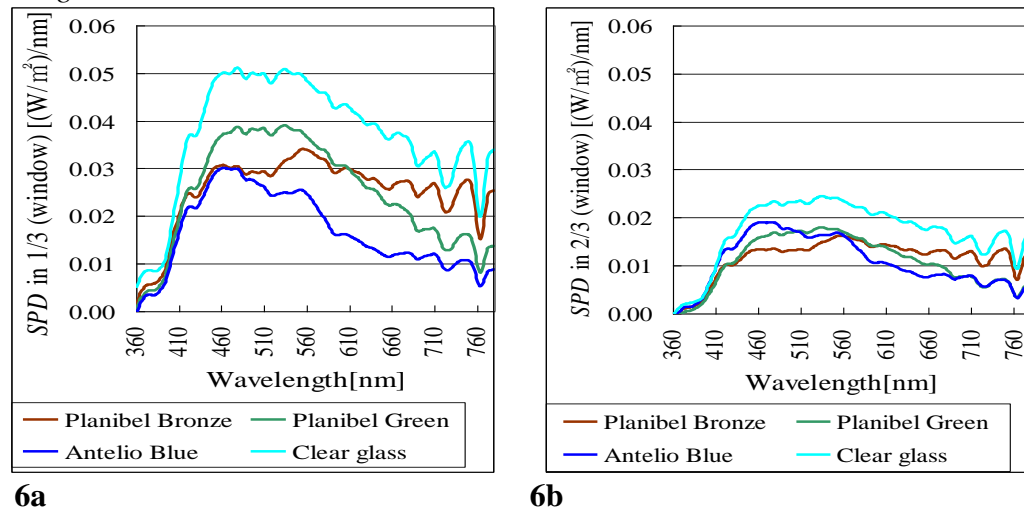 SPD in 1/3 (window) [(W/m²)/nm]
0.06
0.05
0.04
0.03
0.02
0.01
0.00
360
410
460
510
560
610
660
710
760
Wavelength[nm]
Planibel Bronze
Planibel Green
Antelio Blue
Clear glass
6a
SPD in 2/3 (window) [(W/m²)/nm]
0.06
0.05
0.04
0.03
0.02
0.01
0.00
360
410
460
510
560
610
660
710
760
Wavelength[nm]
Planibel Bronze
Planibel Green
Antelio Blue
Clear glass
6b